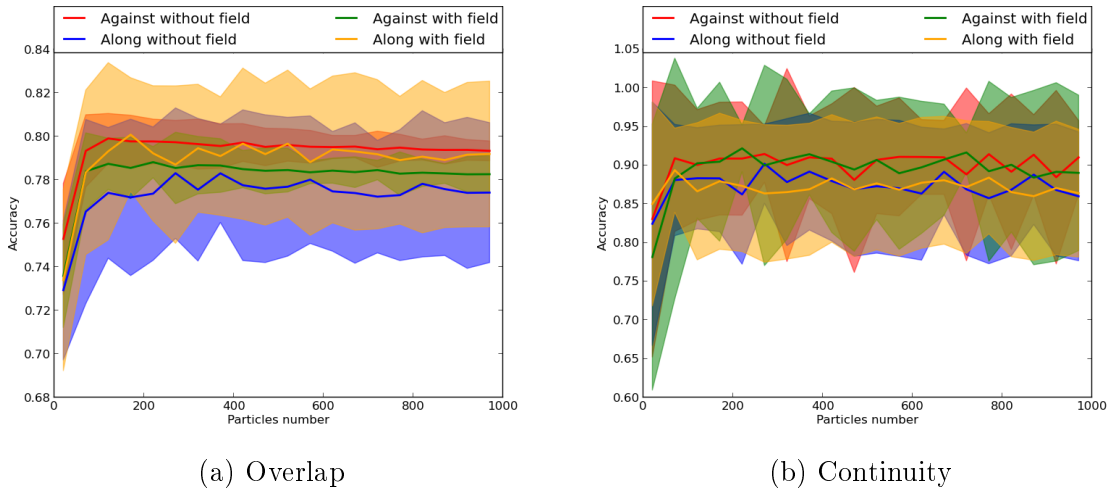 Against without field
Along without field
Against with field
Along with field
0.84
0.82
0.80
0.78
0.76
0.74
0.72
0.70
0.68
Accuracy
0
200
400
600
800
1000
Particles number
(a) Overlap
Against without field
Along without field
Against with field
Along with field
1.05
1.00
0.95
0.90
0.85
0.80
0.75
0.70
0.65
0.60
Accuracy
0
200
400
600
800
1000
Particles number
(b) Continuity